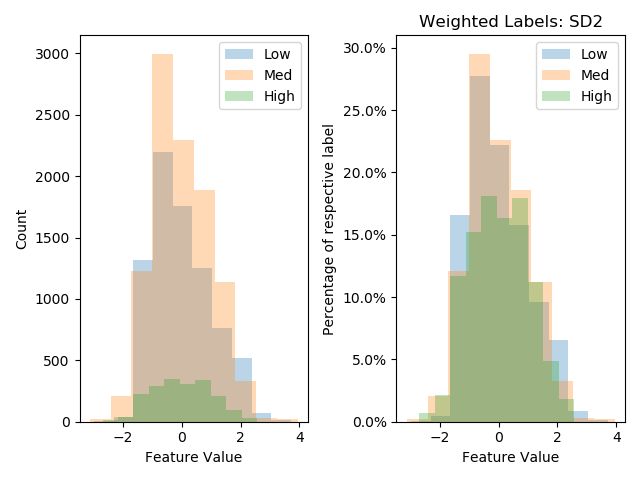 Weighted Labels: SD2
Count
3000
2500
2000
1500
1000
500
0
Low
Med
High
−2
0
2
4
Feature Value
Percentage of respective label
30.0%
25.0%
20.0%
15.0%
10.0%
5.0%
0.0%
Low
Med
High
−2
0
2
4
Feature Value